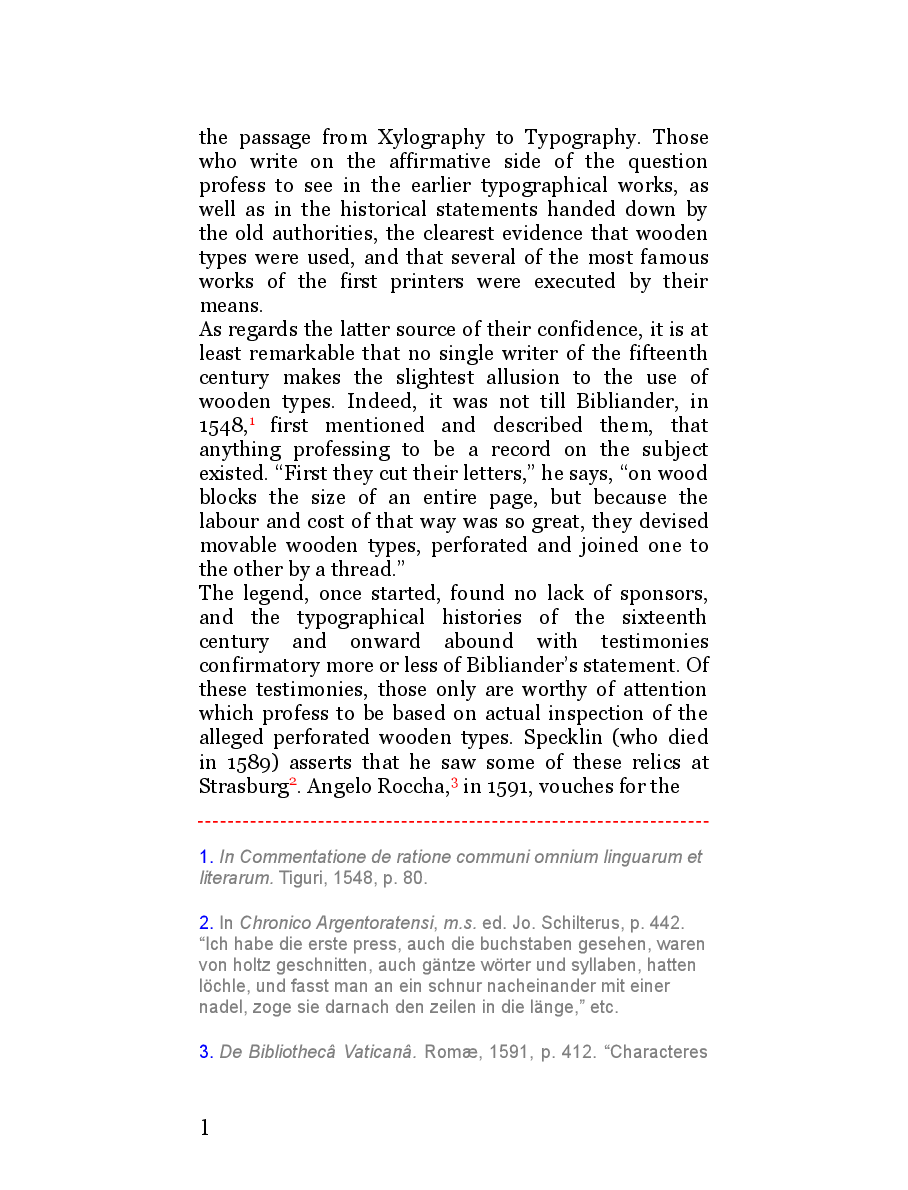 the passage from Xylography to Typography. Those
who write on the affirmative side of the question
profess to see in the earlier typographical works, as
well as in the historical statements handed down by
the old authorities, the clearest evidence that wooden
types were used, and that several of the most famous
works of the first printers were executed by their
means.
As regards the latter source of their confidence, it is at
least remarkable that no single writer of the fifteenth
century makes the slightest allusion to the use of
wooden types. Indeed, it was not till Bibliander, in
1548,1 first mentioned and described them, that
anything professing to be a record on the subject
existed. “First they cut their letters,” he says, “on wood
blocks the size of an entire page, but because the
labour and cost of that way was so great, they devised
movable wooden types, perforated and joined one to
the other by a thread.”
The legend, once started, found no lack of sponsors,
and the typographical histories of the sixteenth
century and onward abound with testimonies
confirmatory more or less of Bibliander’s statement. Of
these testimonies, those only are worthy of attention
which profess to be based on actual inspection of the
alleged perforated wooden types. Specklin (who died
in 1589) asserts that he saw some of these relics at
Strasburg2. Angelo Roccha,3 in 1591, vouches for the
1. In Commentatione de ratione communi omnium linguarum et
literarum. Tiguri, 1548, p. 80.
2. In Chronico Argentoratensi, m.s. ed. Jo. Schilterus, p. 442.
“Ich habe die erste press, auch die buchstaben gesehen, waren
von holtz geschnitten, auch gäntze wörter und syllaben, hatten
löchle, und fasst man an ein schnur nacheinander mit einer
nadel, zoge sie darnach den zeilen in die länge,” etc.
3. De Bibliothecâ Vaticanâ. Romæ, 1591, p. 412. “Characteres
1